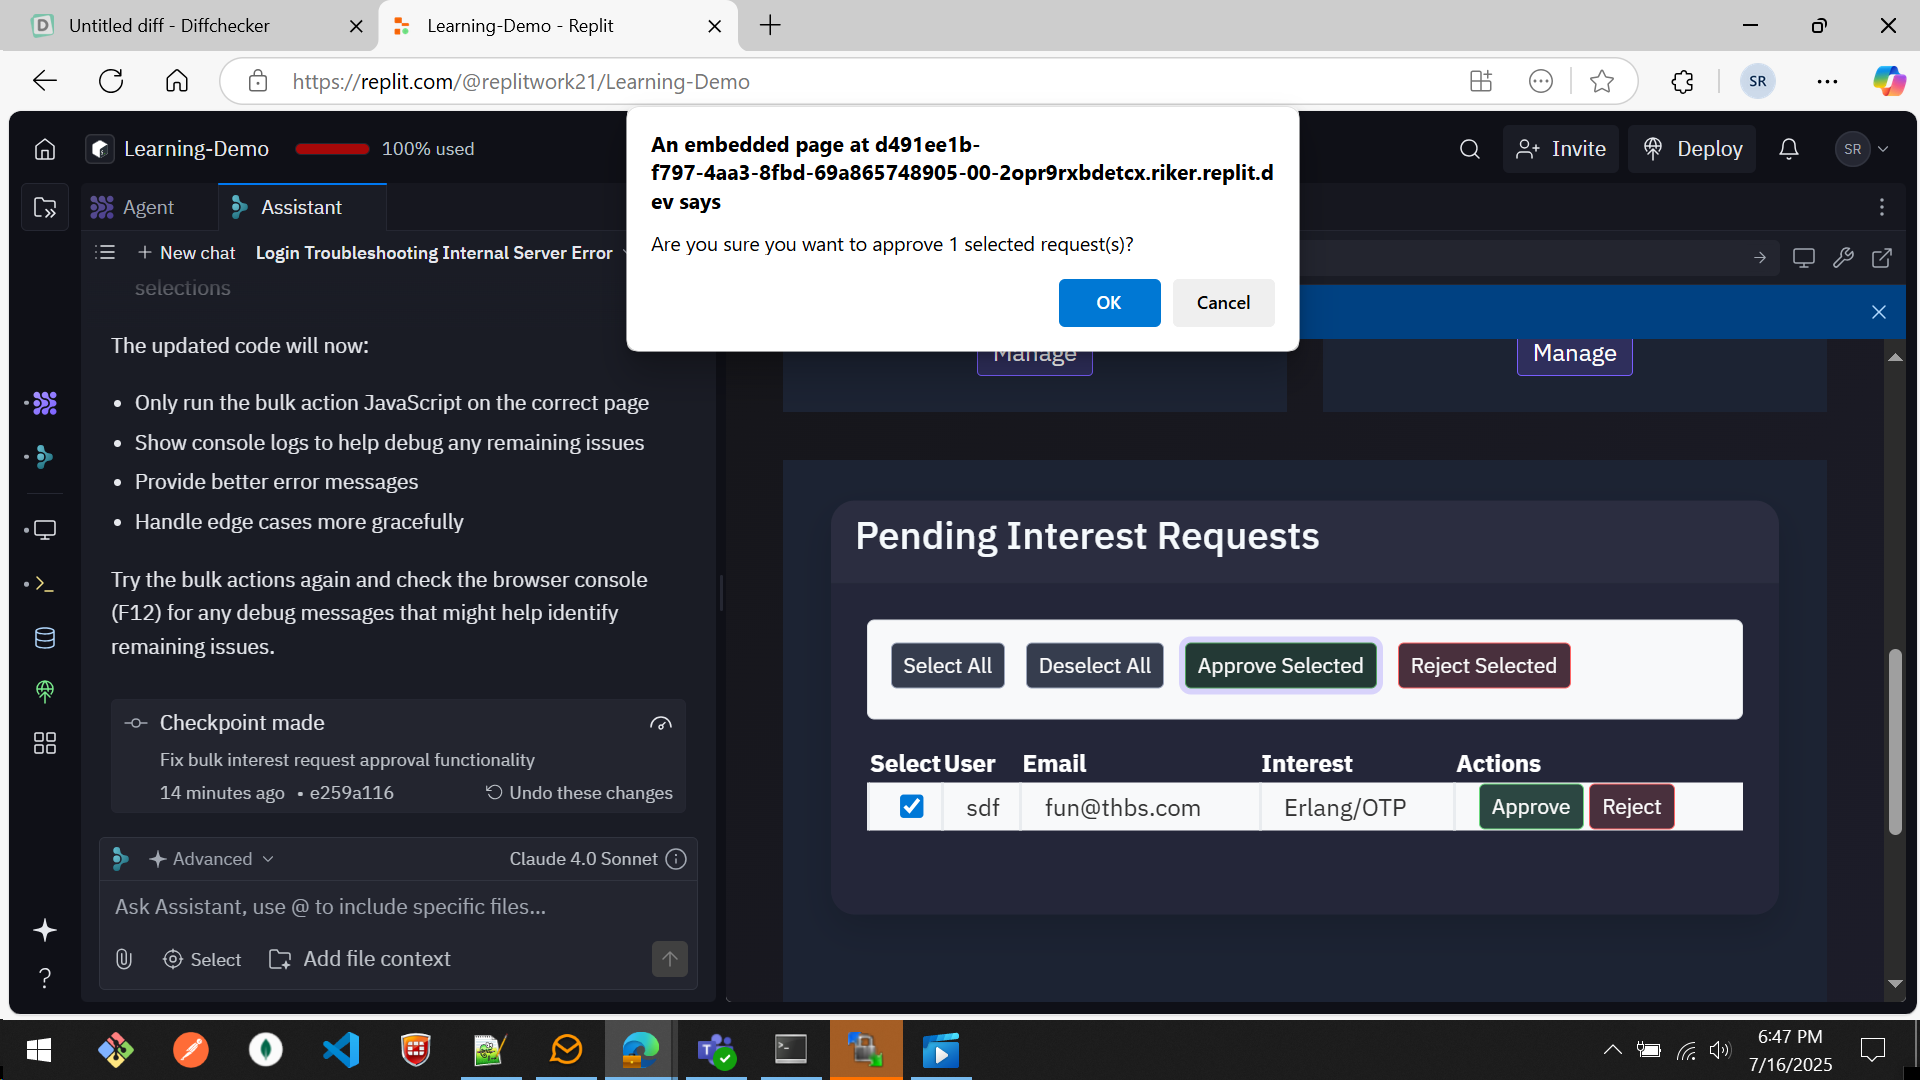 Untitled diff - Diffchecker
Learning-Demo - Replit
https://replit.com/@replitwork21/Learning-Demo
SR
Learning-Demo
100% used
Invite
Deploy
SR
An embedded page at d491ee1b-
f797-4aa3-8fbd-69a865748905-00-2opr9rxbdetcx.riker.replit.d
ev says
Are you sure you want to approve 1 selected request(s)?
OK
Cancel
Agent
Assistant
New chat
Login Troubleshooting Internal Server Error
selections
The updated code will now:
• Only run the bulk action JavaScript on the correct page
• Show console logs to help debug any remaining issues
• Provide better error messages
• Handle edge cases more gracefully
Try the bulk actions again and check the browser console
(F12) for any debug messages that might help identify
remaining issues.
Checkpoint made
Fix bulk interest request approval functionality
14 minutes ago • e259a116
Undo these changes
Advanced
Claude 4.0 Sonnet
Ask Assistant, use @ to include specific files...
Select
Add file context
Manage
Manage
Pending Interest Requests
Select All
Deselect All
Approve Selected
Reject Selected
Select User Email Interest Actions
sdf fun@thbs.com Erlang/OTP Approve Reject
6:47 PM
7/16/2025